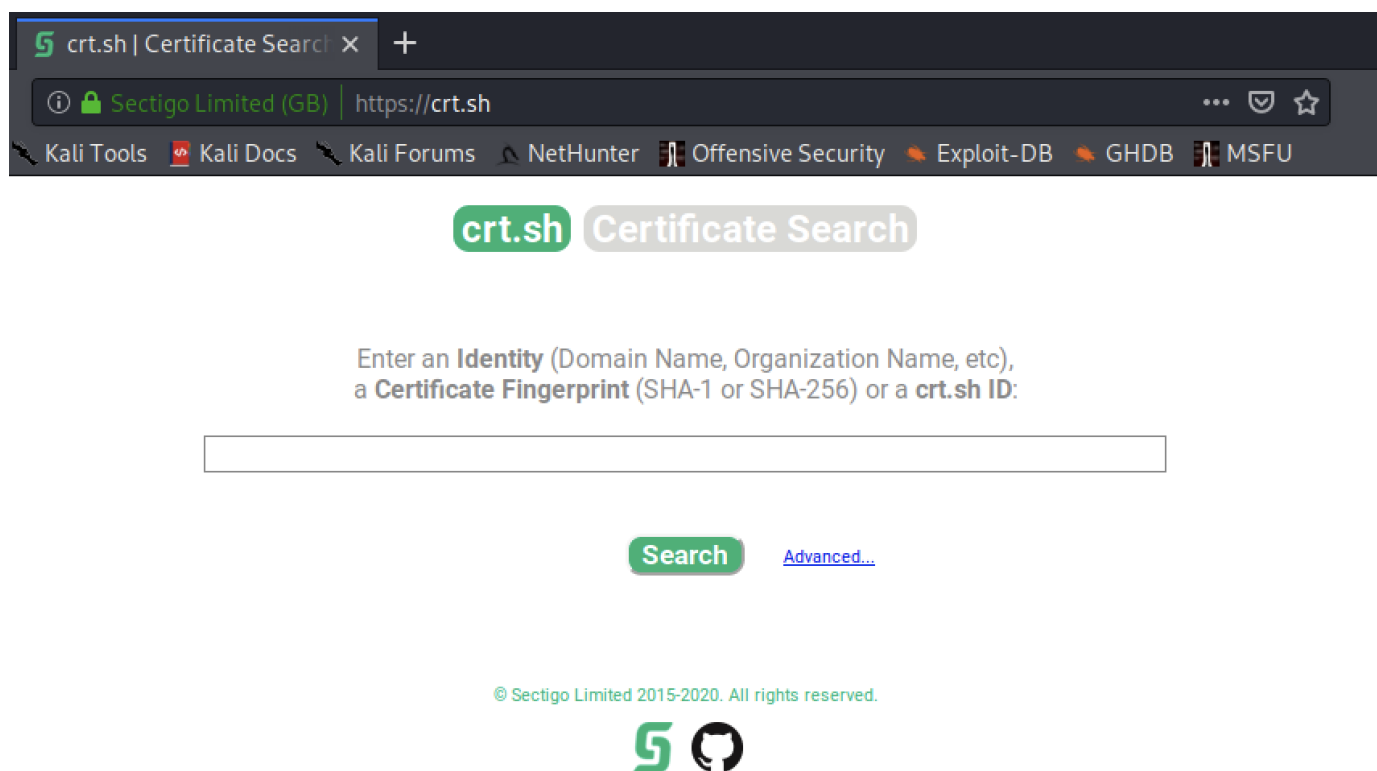 crt.sh | Certificate Search
Sectigo Limited (GB) https://crt.sh
Kali Tools Kali Docs Kali Forums NetHunter Offensive Security Exploit-DB GHDB MSFU
crt.sh Certificate Search
Enter an Identity (Domain Name, Organization Name, etc),
a Certificate Fingerprint (SHA-1 or SHA-256) or a crt.sh ID:
Search Advanced...
© Sectigo Limited 2015-2020. All rights reserved.